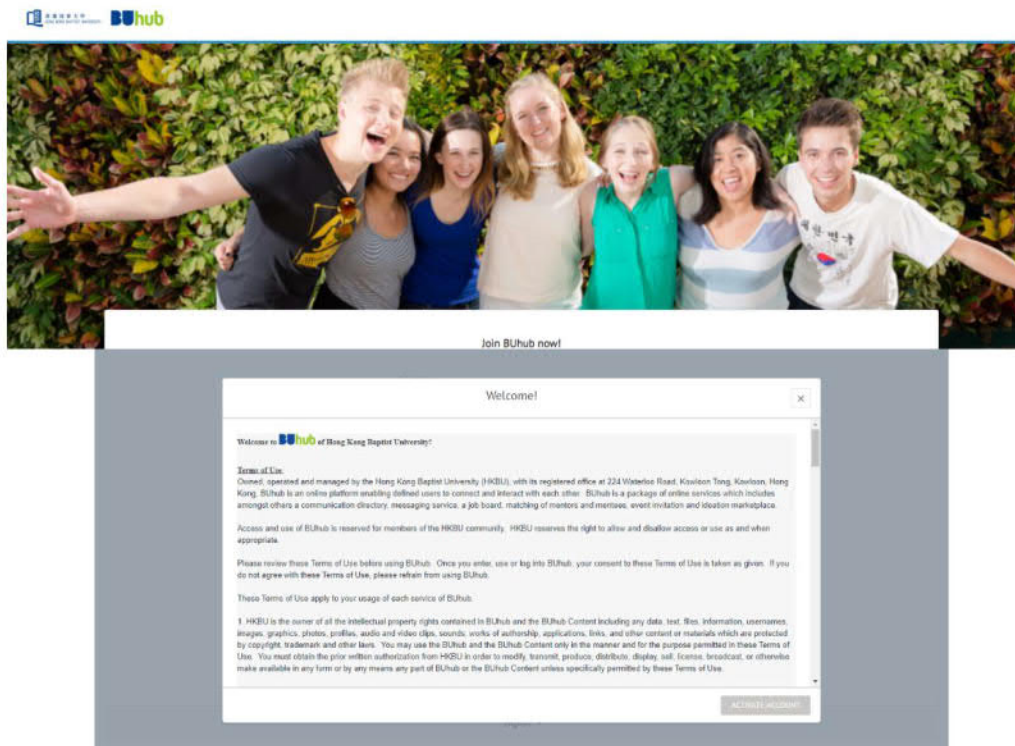 香港浸會大學
HONG KONG BAPTIST UNIVERSITY
BUhub
대한민국
Join BUhub now!
Welcome!
×
Welcome to BUhub of Hong Kong Baptist University!
Terms of Use
Owned, operated and managed by the Hong Kong Baptist University (HKBU), with its registered office at 224 Waterloo Road, Kowloon Tong, Kowloon, Hong
Kong, BUhub is an online platform enabling defined users to connect and interact with each other. BUhub is a package of online services which includes
amongst others a communication directory, messaging service, a job board, matching of mentors and mentees, event invitation and ideation marketplace.
Access and use of BUhub is reserved for members of the HKBU community. HKBU reserves the right to allow and disallow access or use as and when
appropriate.
Please review these Terms of Use before using BUhub. Once you enter, use or log into BUhub, your consent to these Terms of Use is taken as given. If you
do not agree with these Terms of Use, please refrain from using BUhub.
These Terms of Use apply to your usage of each service of BUhub.
1. HKBU is the owner of all the intellectual property rights contained in BUhub and the BUhub Content including any data, text, files, information, usernames,
images, graphics, photos, profiles, audio and video clips, sounds, works of authorship, applications, links, and other content or materials which are protected
by copyright, trademark and other laws. You may use the BUhub and the BUhub Content only in the manner and for the purpose permitted in these Terms of
Use. You must obtain the prior written authorization from HKBU in order to modify, transmit, produce, distribute, display, sell, license, broadcast, or otherwise
make available in any form or by any means any part of BUhub or the BUhub Content unless specifically permitted by these Terms of Use.
ACTIVATE ACCOUNT